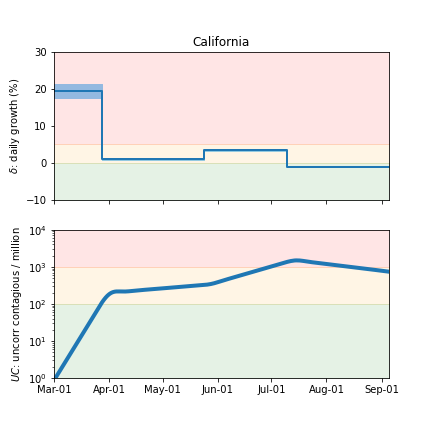 California
δ: daily growth (%)
30
20
10
0
−10
UC: uncorr contagious / million
10⁴
10³
10²
10¹
10⁰
Mar-01 Apr-01 May-01 Jun-01 Jul-01 Aug-01 Sep-01